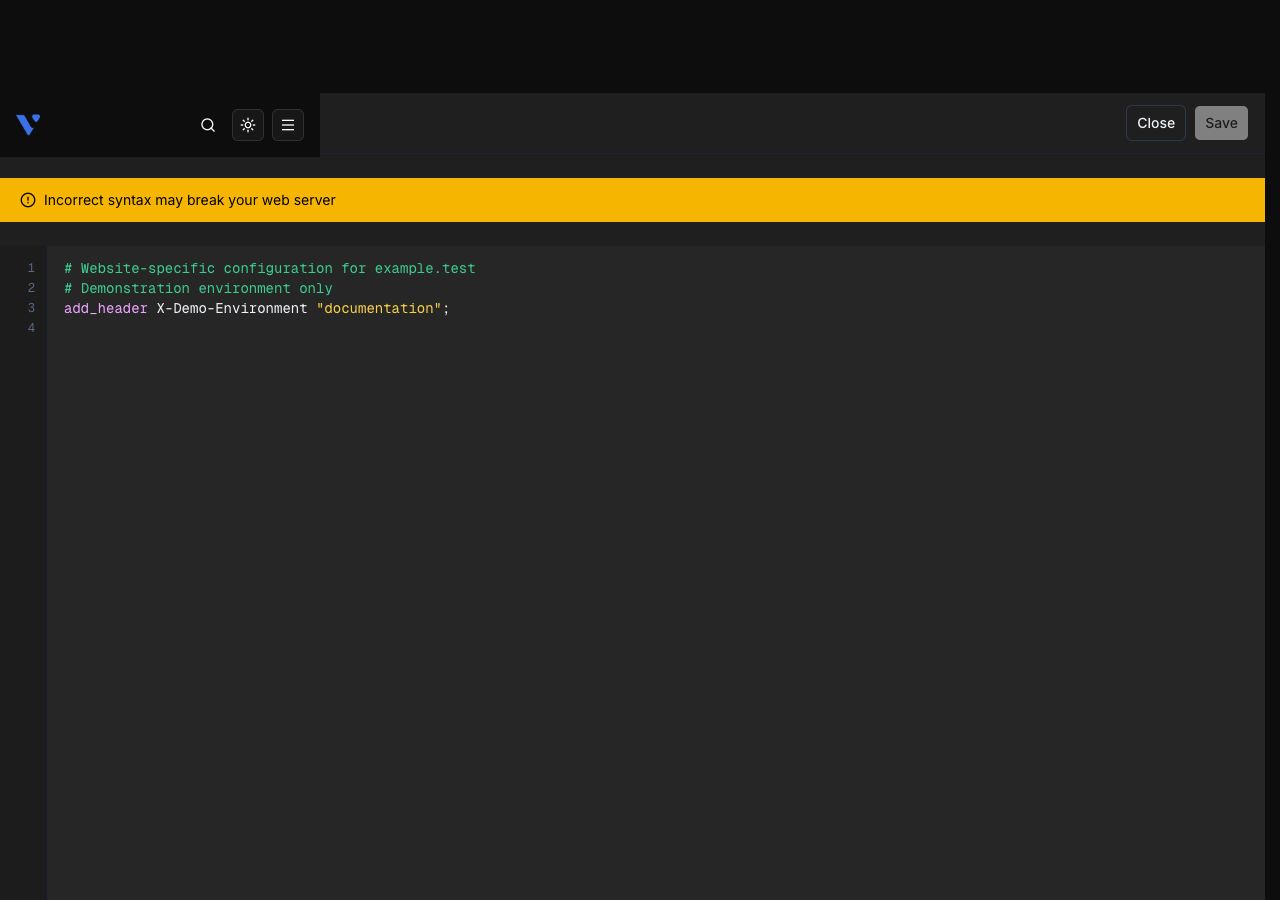 Close Save
Incorrect syntax may break your web server
1 # Website-specific configuration for example.test
2 # Demonstration environment only
3 add_header X-Demo-Environment "documentation";
4